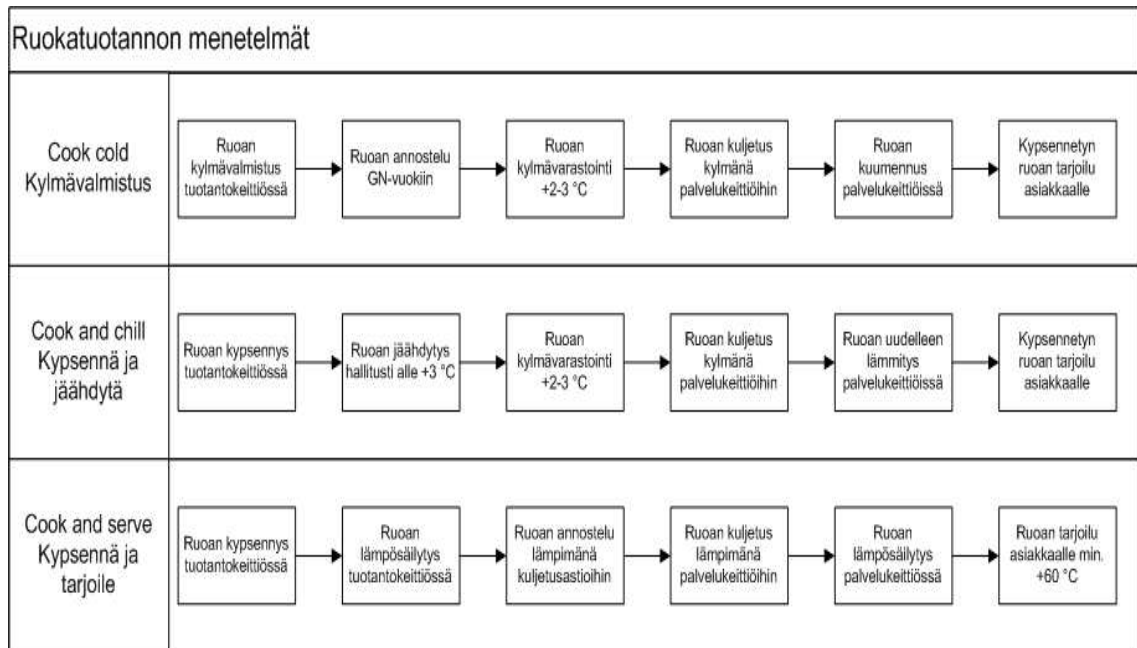 Ruokatuotannon menetelmät
Cook cold
Kylmävalmistus
Ruoan
kylmävalmistus
tuotantokeittiössä
Ruoan annostelu
GN-vuokiin
Ruoan
kylmävarastointi
+2-3 °C
Ruoan kuljetus
kylmänä
palvelukeittiöihin
Ruoan
kuumennus
palvelukeittiöissä
Kypsennetyn
ruoan tarjoilu
asiakkaalle
Cook and chill
Kypsennä ja
jäähdytä
Ruoan kypsennys
tuotantokeittiössä
Ruoan jäähdytys
hallitusti alle +3 °C
Ruoan
kylmävarastointi
+2-3 °C
Ruoan kuljetus
kylmänä
palvelukeittiöihin
Ruoan uudelleen
lämmitys
palvelukeittiöissä
Kypsennetyn
ruoan tarjoilu
asiakkaalle
Cook and serve
Kypsennä ja
tarjoile
Ruoan kypsennys
tuotantokeittiössä
Ruoan
lämpösäilytys
tuotantokeittiössä
Ruoan annostelu
lämpimänä
kuljetusastioihin
Ruoan kuljetus
lämpimänä
palvelukeittiöihin
Ruoan
lämpösäilytys
palvelukeittiössä
Ruoan tarjoilu
asiakkaalle min.
+60 °C